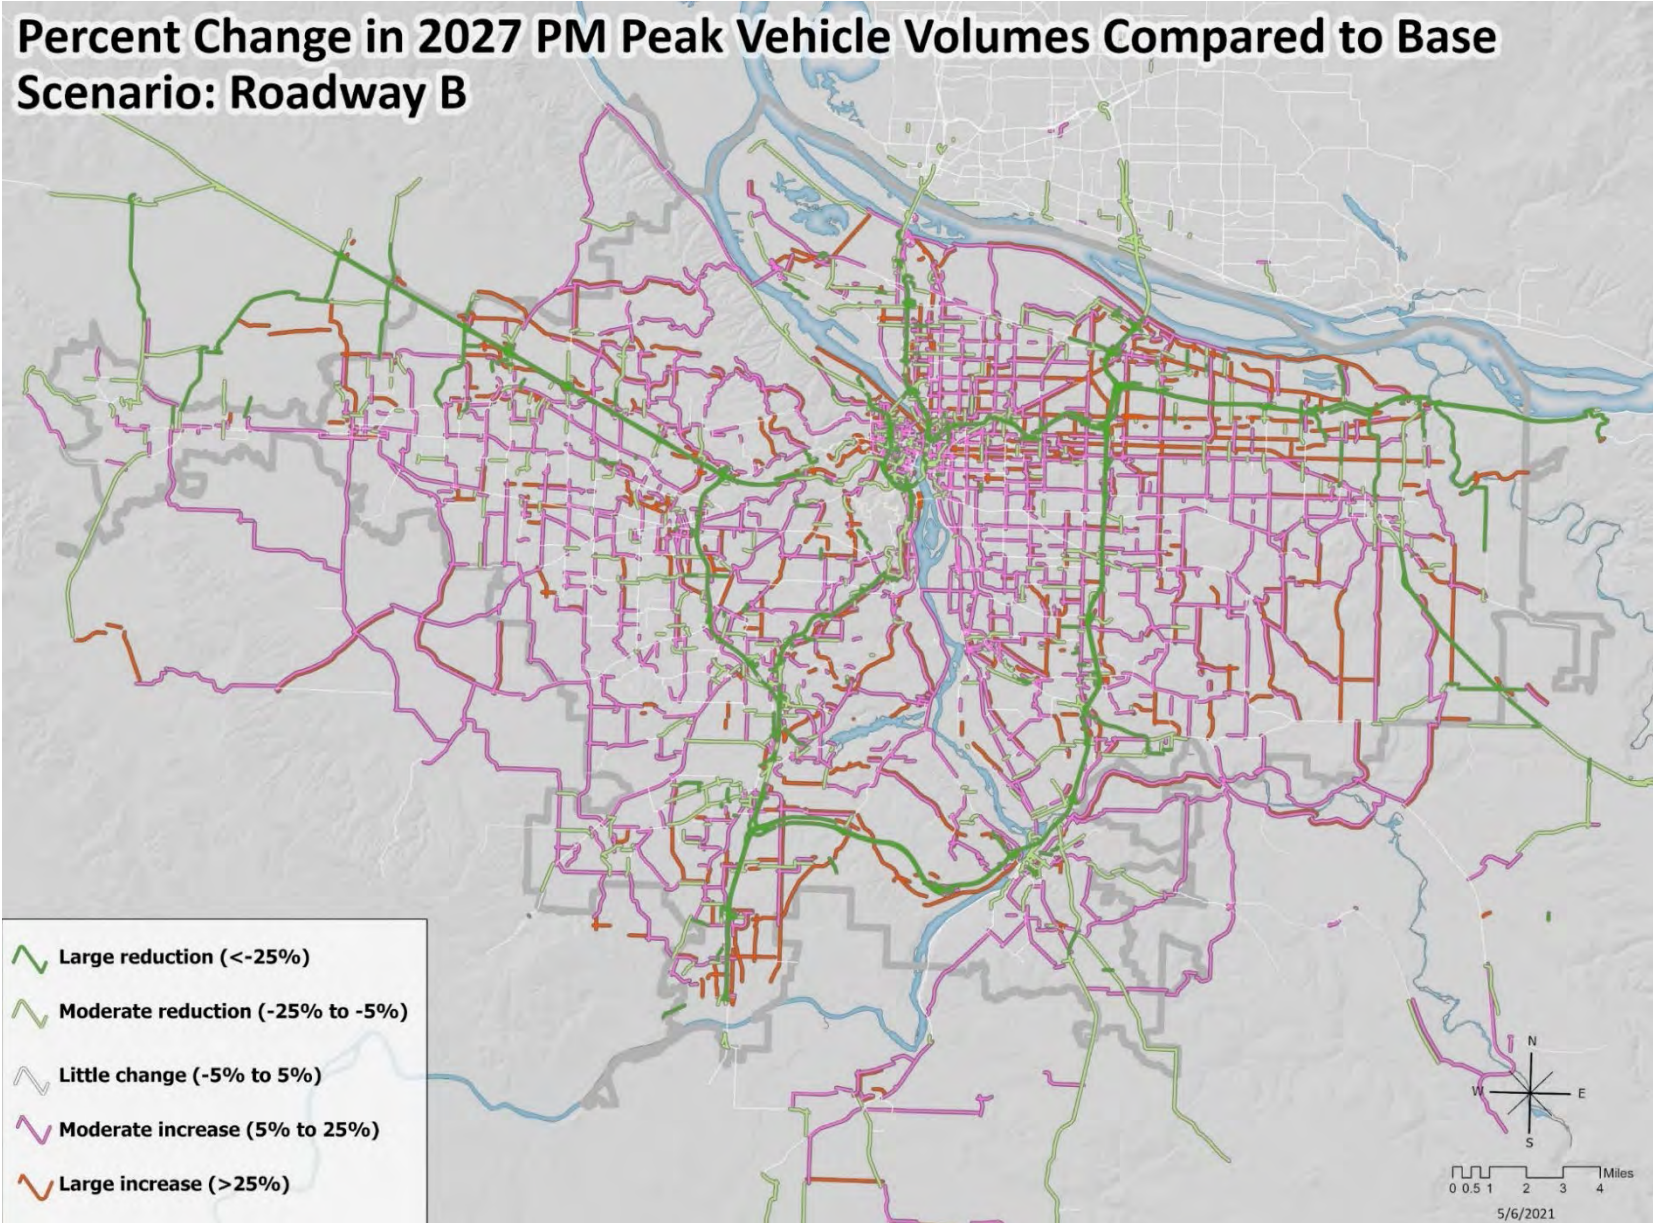 Percent Change in 2027 PM Peak Vehicle Volumes Compared to Base
Scenario: Roadway B
Large reduction (<-25%)
Moderate reduction (-25% to -5%)
Little change (-5% to 5%)
Moderate increase (5% to 25%)
Large increase (>25%)
N
W E
S
Miles
0 0.5 1 2 3 4
5/6/2021